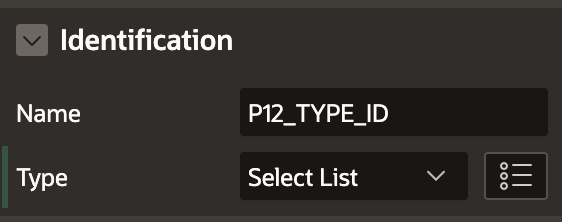 Identification
Name P12_TYPE_ID
Type Select List